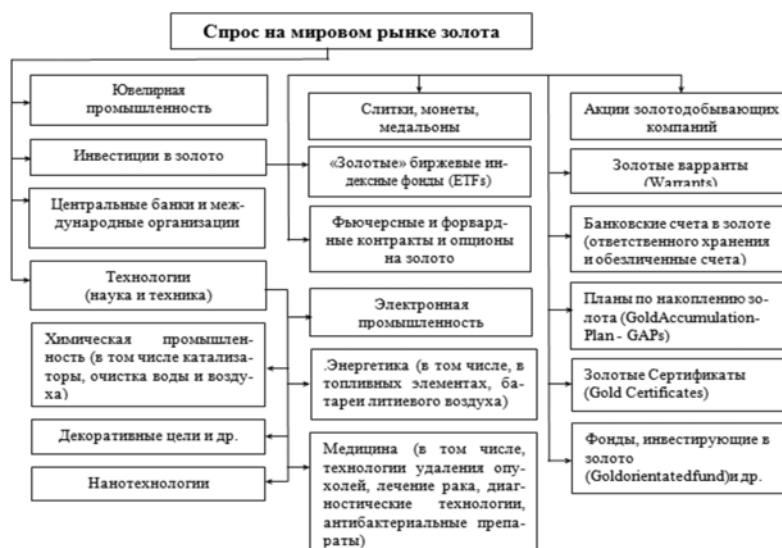 Спрос на мировом рынке золота
Ювелирная
промышленность
Инвестиции в золото
Центральные банки и меж-
дународные организации
Технологии
(наука и техника)
Химическая промышлен-
ность (в том числе катализа-
торы, очистка воды и возду-
ха)
Декоративные цели и др.
Нанотехнологии
Слитки, монеты,
медальоны
«Золотые» биржевые ин-
дексные фонды (ETFs)
Фьючерсные и форвард-
ные контракты и опционы
на золото
Электронная
промышленность
.Энергетика (в том числе, в
топливных элементах, ба-
тареи литиевого воздуха)
Медицина (в том числе,
технологии удаления опу-
холей, лечение рака, диаг-
ностические технологии,
антибактериальные препа-
раты)
Акции золотодобывающих
компаний
Золотые варранты
(Warrants)
Банковские счета в золоте
(ответственного хранения
и обезличенные счета)
Планы по накоплению зо-
лота (GoldAccumulation-
Plan - GAPs)
Золотые Сертификаты
(Gold Certificates)
Фонды, инвестирующие в
золото
(Goldorientatedfund)и др.